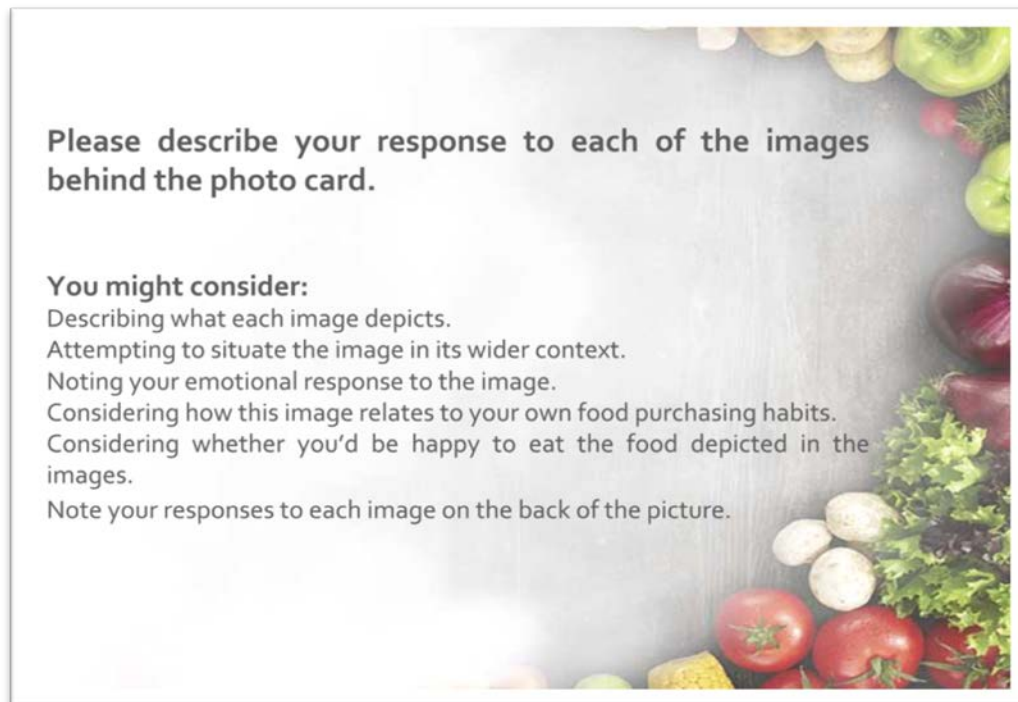 Please describe your response to each of the images
behind the photo card.
You might consider:
Describing what each image depicts.
Attempting to situate the image in its wider context.
Noting your emotional response to the image.
Considering how this image relates to your own food purchasing habits.
Considering whether you’d be happy to eat the food depicted in the
images.
Note your responses to each image on the back of the picture.